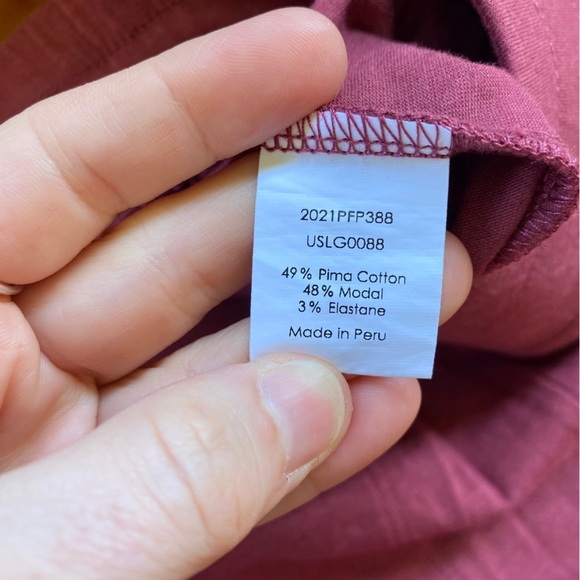 2021PFP388
USLG0088
49% Pima Cotton
48% Modal
3% Elastane
Made in Peru